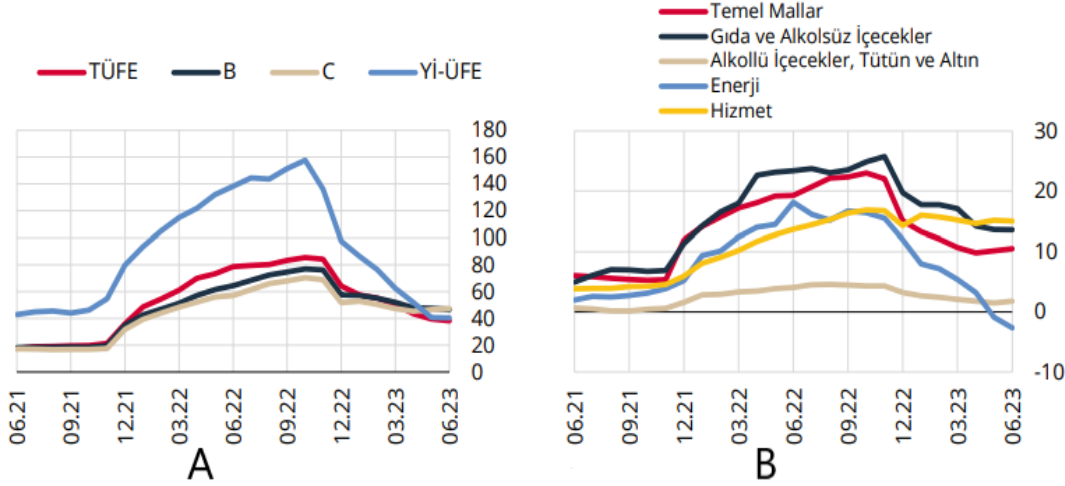 TÜFE B C Yİ-ÜFE
180
160
140
120
100
80
60
40
20
0
06.21 09.21 12.21 03.22 06.22 09.22 12.22 03.23 06.23
A
Temel Mallar
Gıda ve Alkolsüz İçecekler
Alkollü İçecekler, Tütün ve Altın
Enerji
Hizmet
30
20
10
0
-10
06.21 09.21 12.21 03.22 06.22 09.22 12.22 03.23 06.23
B